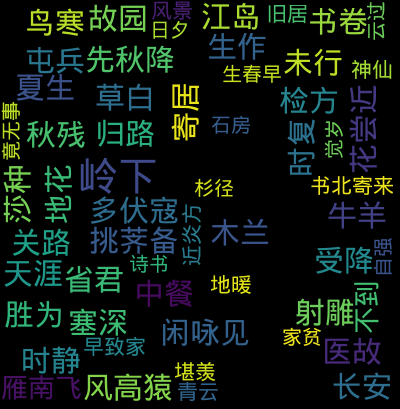 鸟寒
故园
风景
日夕
江岛
旧居
书卷
云过
屯兵
先秋降
生作
生春早
未行
神仙
夏生
草白
寄居
检方
花尝近
竟无事
秋残
归路
石房
时复
觉岁
岭下
莎种
地花
杉径
书北寄来
多伏寇
近炎方
木兰
牛羊
关路
挑荠备
受降
自强
天涯
省君
诗书
中餐
地暖
不到
胜为
塞深
射雕
闲咏见
家贫
时静
早致家
医故
雁南飞
风高猿
堪羡
青云
长安